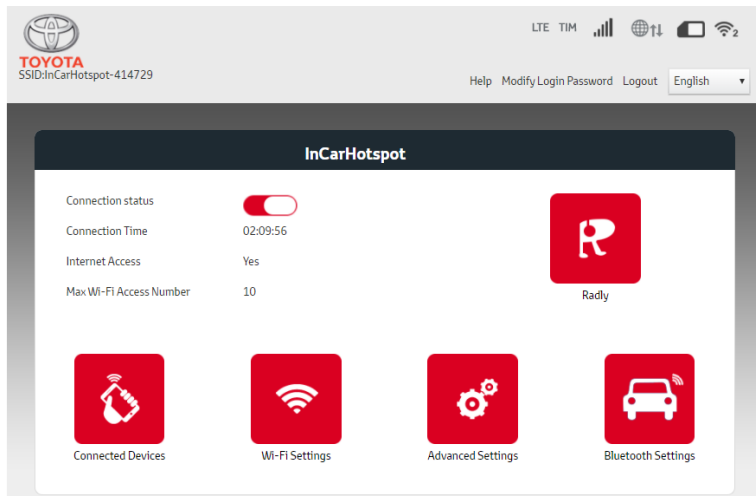 LTE TIM 2
TOYOTA
SSID:InCarHotspot-414729
Help Modify Login Password Logout English
InCarHotspot
Connection status
Connection Time 02:09:56
Internet Access Yes
Max Wi-Fi Access Number 10
Radly
Connected Devices Wi-Fi Settings Advanced Settings Bluetooth Settings